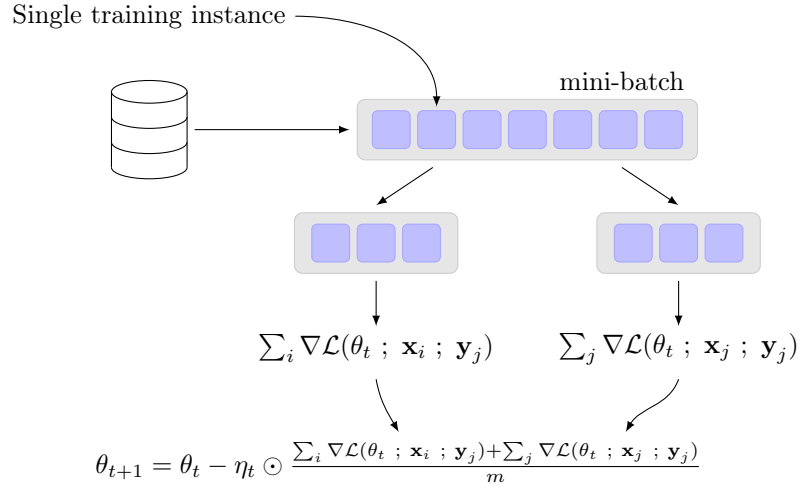 Single training instance
mini-batch
∑_i ∇ℒ(θ_t ; 𝐱_i ; 𝐲_j)
∑_j ∇ℒ(θ_t ; 𝐱_j ; 𝐲_j)
θ_{t+1} = θ_t − η_t ⊙ \frac{∑_i ∇ℒ(θ_t ; 𝐱_i ; 𝐲_j)+∑_j ∇ℒ(θ_t ; 𝐱_j ; 𝐲_j)}{m}